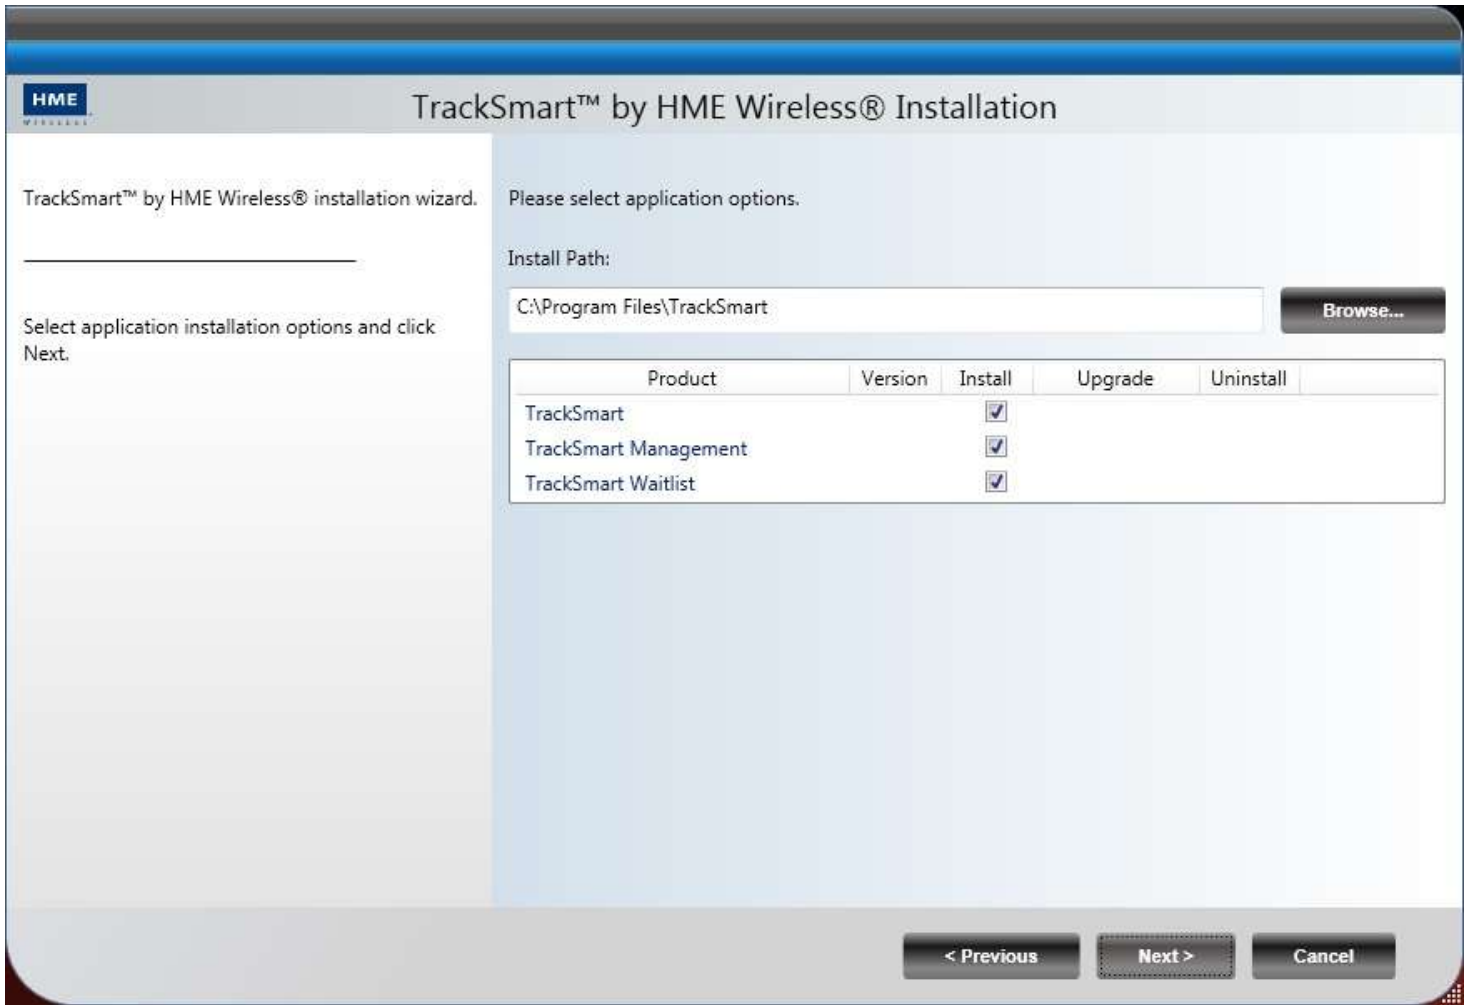 HME
WIRELESS
TrackSmart™ by HME Wireless® Installation
TrackSmart™ by HME Wireless® installation wizard.
Select application installation options and click
Next.
Please select application options.
Install Path:
C:\Program Files\TrackSmart
Browse...
Product Version Install Upgrade Uninstall
TrackSmart
TrackSmart Management
TrackSmart Waitlist
< Previous Next > Cancel